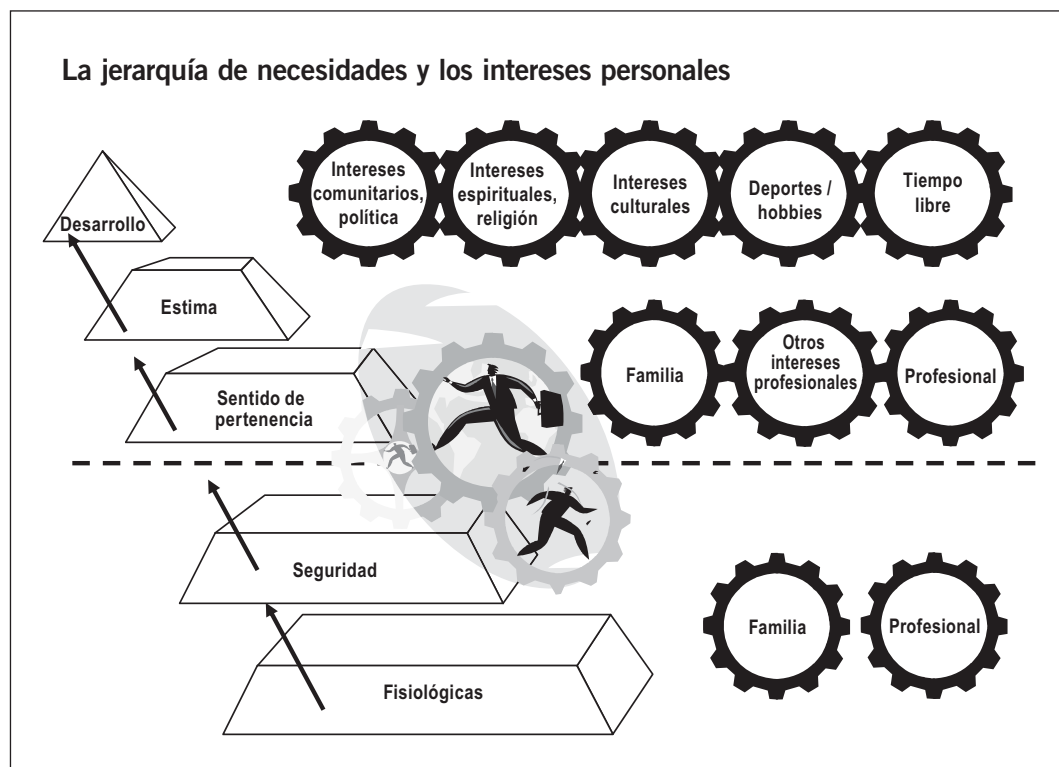 La jerarquía de necesidades y los intereses personales
Intereses
comunitarios,
política
Intereses
espirituales,
religión
Intereses
culturales
Deportes /
hobbies
Tiempo
libre
Desarrollo
Estima
Sentido de
pertenencia
Familia
Otros
intereses
profesionales
Profesional
Seguridad
Fisiológicas
Familia
Profesional